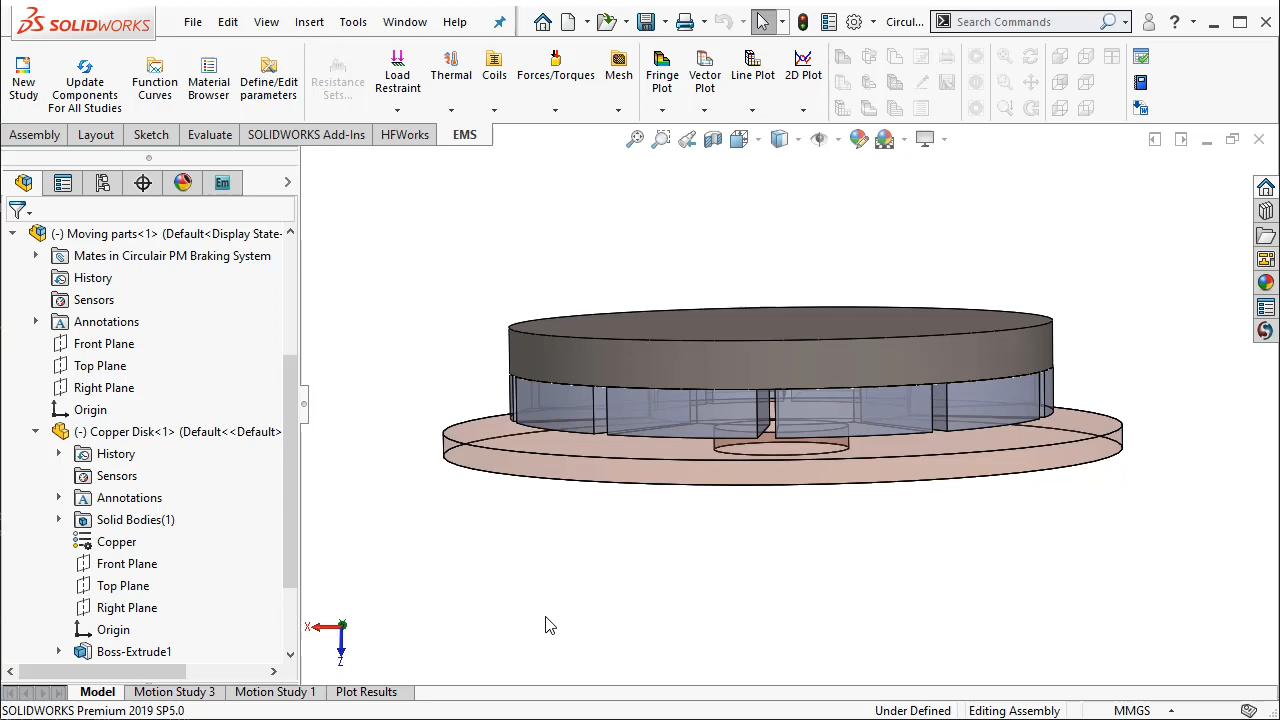 SOLIDWORKS
File Edit View Insert Tools Window Help
Circul...
Search Commands
New Study
Update Components For All Studies
Function Curves
Material Browser
Define/Edit parameters
Resistance Sets...
Load Restraint
Thermal
Coils
Forces/Torques
Mesh
Fringe Plot
Vector Plot
Line Plot
2D Plot
Assembly Layout Sketch Evaluate SOLIDWORKS Add-Ins HFWorks EMS
Em
(-) Moving parts<1> (Default<Display State-
Mates in Circulair PM Braking System
History
Sensors
Annotations
Front Plane
Top Plane
Right Plane
Origin
(-) Copper Disk<1> (Default<<Default>
History
Sensors
Annotations
Solid Bodies(1)
Copper
Front Plane
Top Plane
Right Plane
Origin
Boss-Extrude1
X
Z
Model Motion Study 3 Motion Study 1 Plot Results
SOLIDWORKS Premium 2019 SP5.0
Under Defined Editing Assembly MMGS